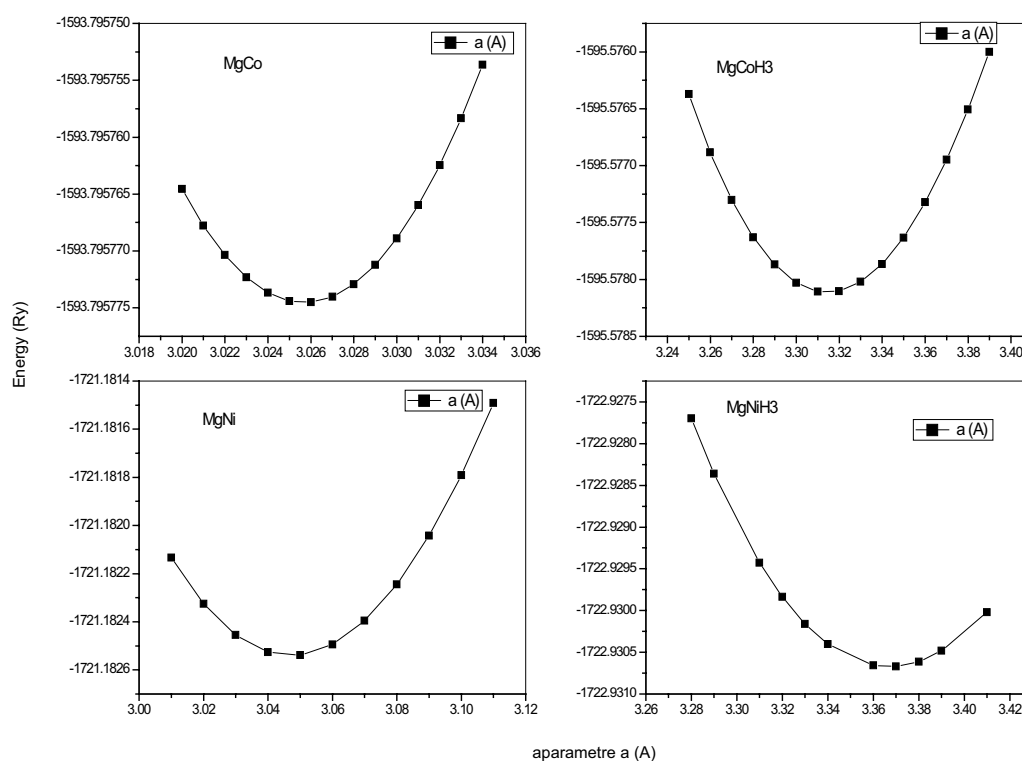 -1593.795750
-1593.795755
-1593.795760
-1593.795765
-1593.795770
-1593.795775
MgCo
a (A)
3.018 3.020 3.022 3.024 3.026 3.028 3.030 3.032 3.034 3.036
-1595.5760
-1595.5765
-1595.5770
-1595.5775
-1595.5780
-1595.5785
MgCoH3
a (A)
3.24 3.26 3.28 3.30 3.32 3.34 3.36 3.38 3.40
Energy (Ry)
-1721.1814
-1721.1816
-1721.1818
-1721.1820
-1721.1822
-1721.1824
-1721.1826
MgNi
a (A)
3.00 3.02 3.04 3.06 3.08 3.10 3.12
-1722.9275
-1722.9280
-1722.9285
-1722.9290
-1722.9295
-1722.9300
-1722.9305
-1722.9310
MgNiH3
a (A)
3.26 3.28 3.30 3.32 3.34 3.36 3.38 3.40 3.42
aparametre a (A)